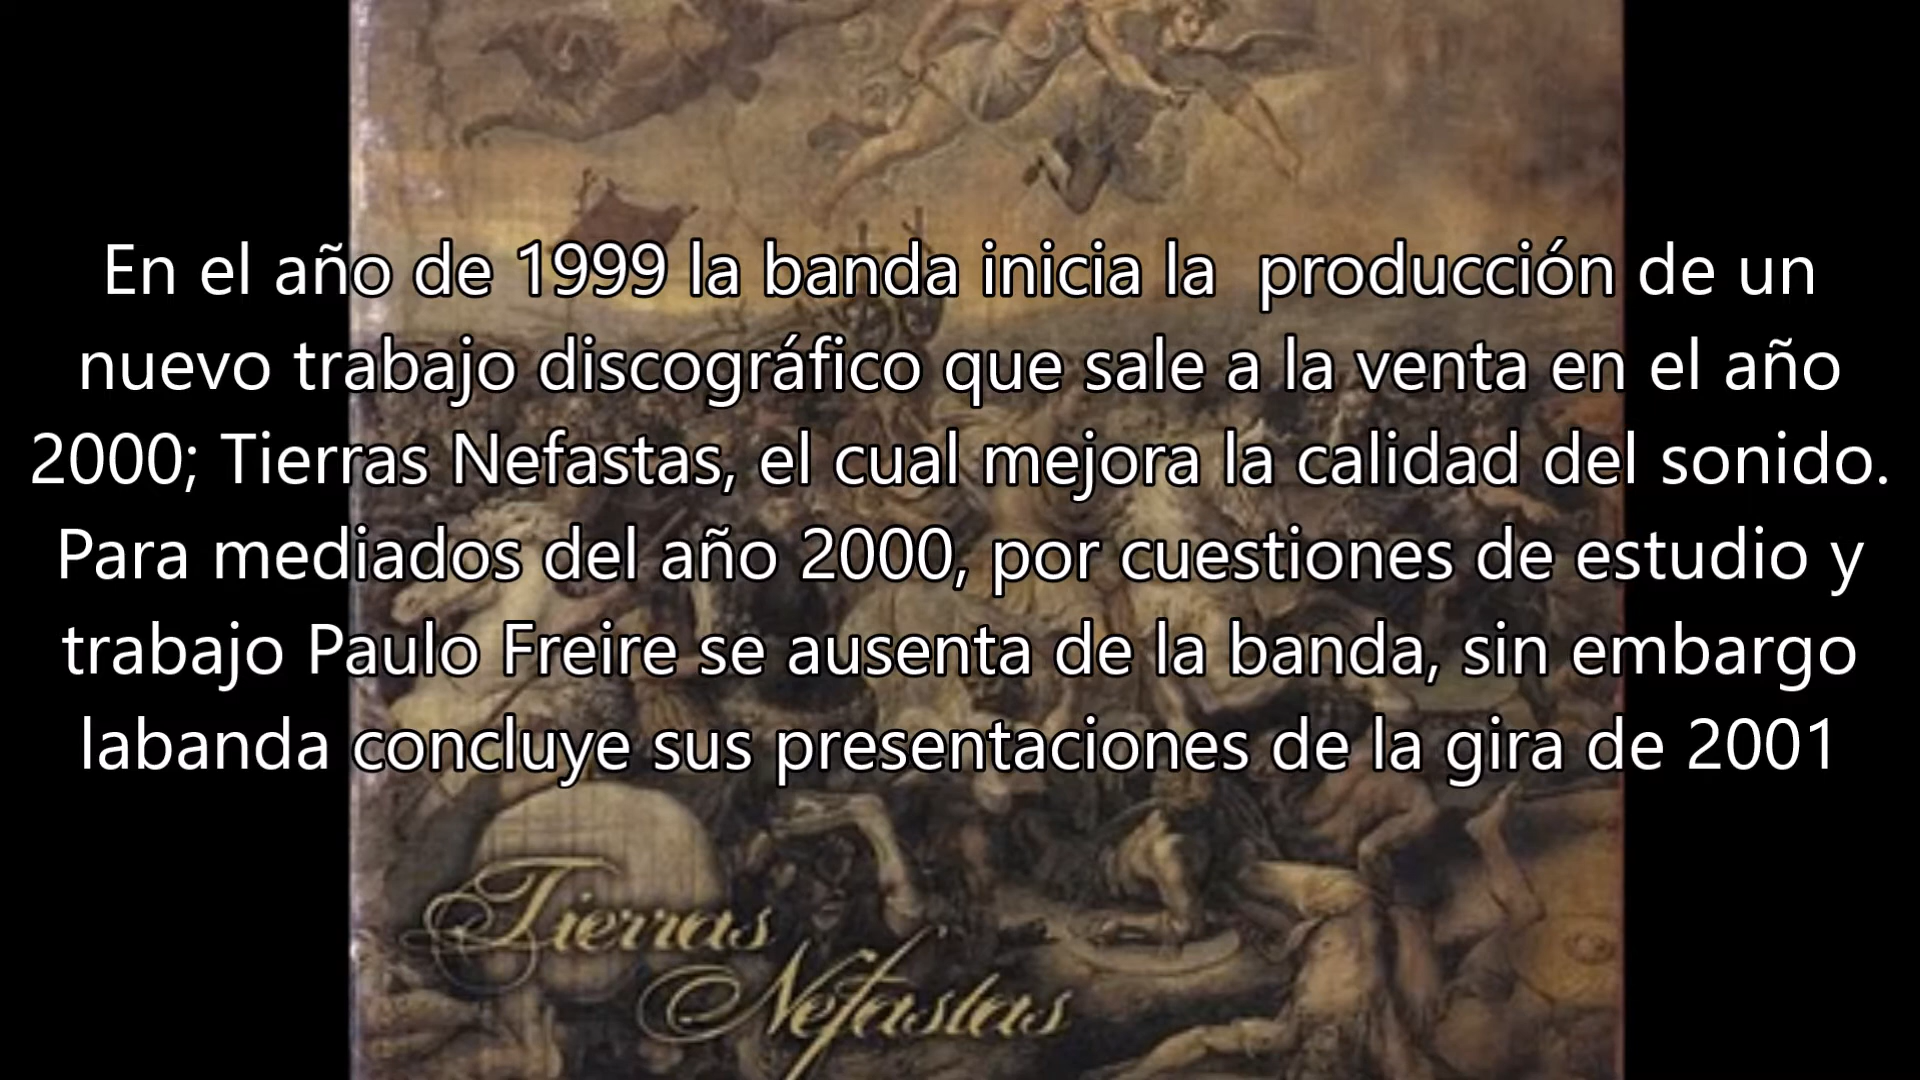 En el año de 1999 la  banda inicia la  producción de un
nuevo trabajo discográfico que sale a la venta en el año
2000; Tierras Nefastas, el cual mejora la calidad del sonido.
Para mediados del año 2000, por cuestiones de estudio y
trabajo Paulo Freire se ausenta de la banda, sin embargo
labanda concluye sus presentaciones de la gira de 2001
Tierras
Nefastas